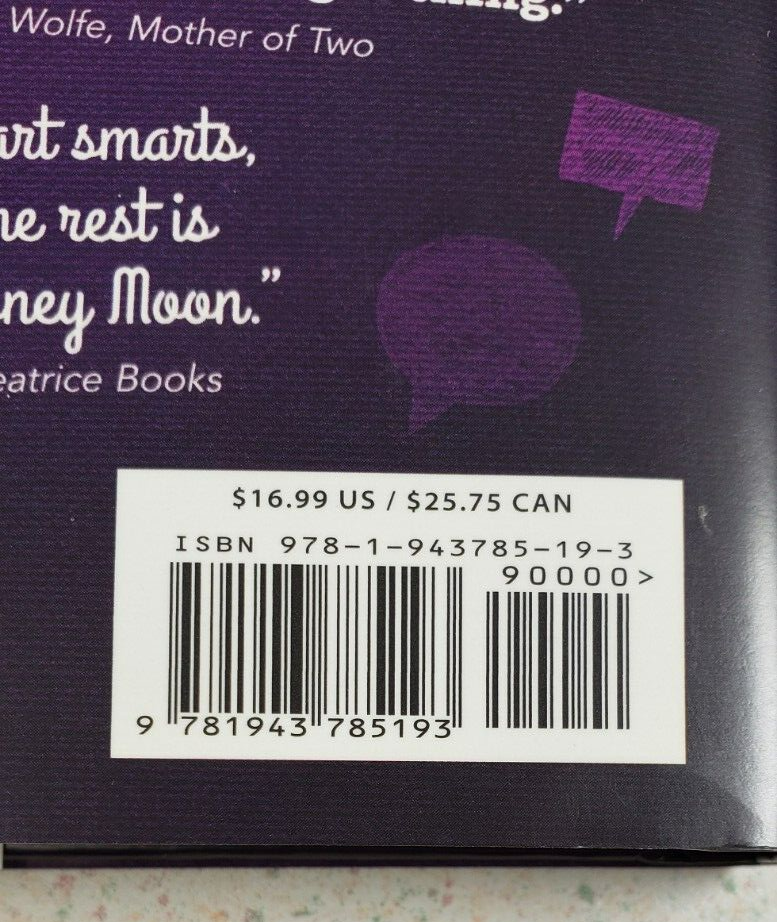 Wolfe, Mother of Two
smarts,
rest is
Moon.”
Books
$16.99 US / $25.75 CAN
ISBN 978-1-943785-19-3
90000>
9 781943 785193